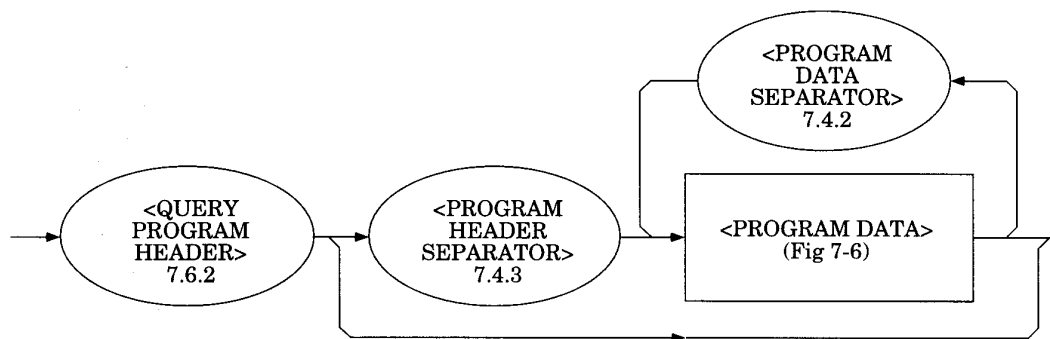 <PROGRAM
DATA
SEPARATOR>
7.4.2
<QUERY
PROGRAM
HEADER>
7.6.2
<PROGRAM
HEADER
SEPARATOR>
7.4.3
<PROGRAM DATA>
(Fig 7-6)